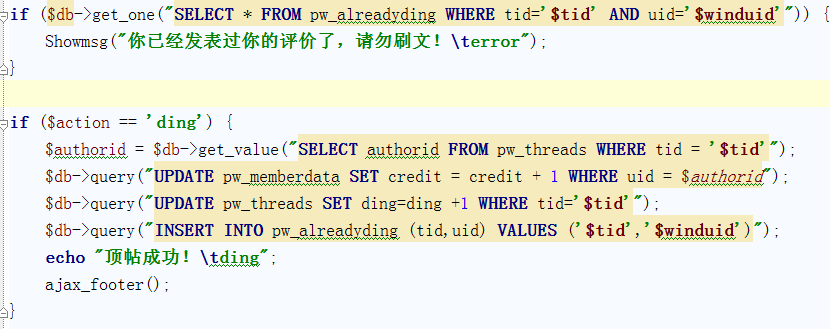 if ($db->get_one("SELECT * FROM pw_alreadyding WHERE tid='$tid' AND uid='$winduid'")) {
Showmsg("你已经发表过你的评价了，请勿刷文！\terror");
}
if ($action == 'ding') {
$authorid = $db->get_value("SELECT authorid FROM pw_threads WHERE tid = '$tid'");
$db->query("UPDATE pw_memberdata SET credit = credit + 1 WHERE uid = $authorid");
$db->query("UPDATE pw_threads SET ding=ding +1 WHERE tid='$tid'");
$db->query("INSERT INTO pw_alreadyding (tid,uid) VALUES ('$tid','$winduid')");
echo "顶帖成功！\tding";
ajax_footer();
}